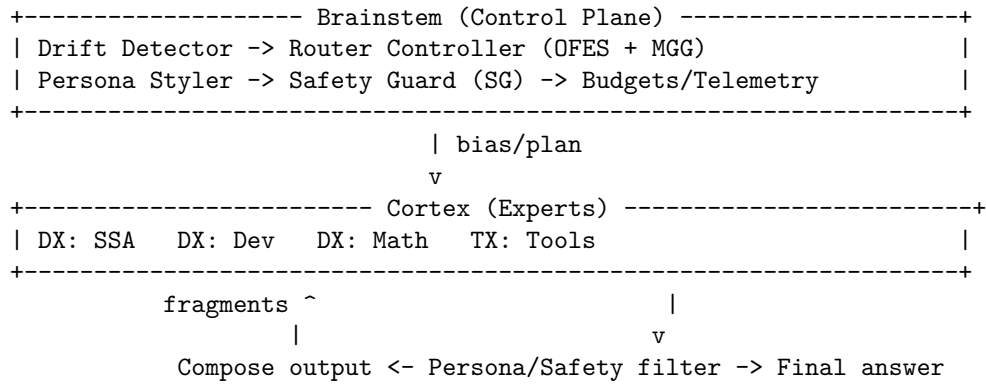 +-------------------- Brainstem (Control Plane) --------------------+
| Drift Detector -> Router Controller (OFES + MGG)                  |
| Persona Styler -> Safety Guard (SG) -> Budgets/Telemetry          |
+-------------------------------------------------------------------+
                              | bias/plan
                              v
+------------------------- Cortex (Experts) ------------------------+
| DX: SSA   DX: Dev   DX: Math   TX: Tools                          |
+-------------------------------------------------------------------+
           fragments ^                         |
                    |                         v
            Compose output <- Persona/Safety filter -> Final answer